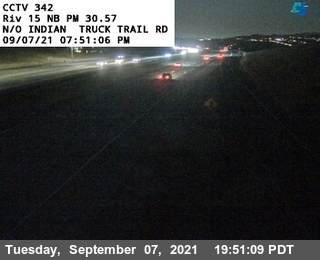 CCTV 342
Riv 15 NB PM 30.57
N/O INDIAN TRUCK TRAIL RD
09/07/21 07:51:06 PM
Tuesday, September 07, 2021 19:51:09 PDT